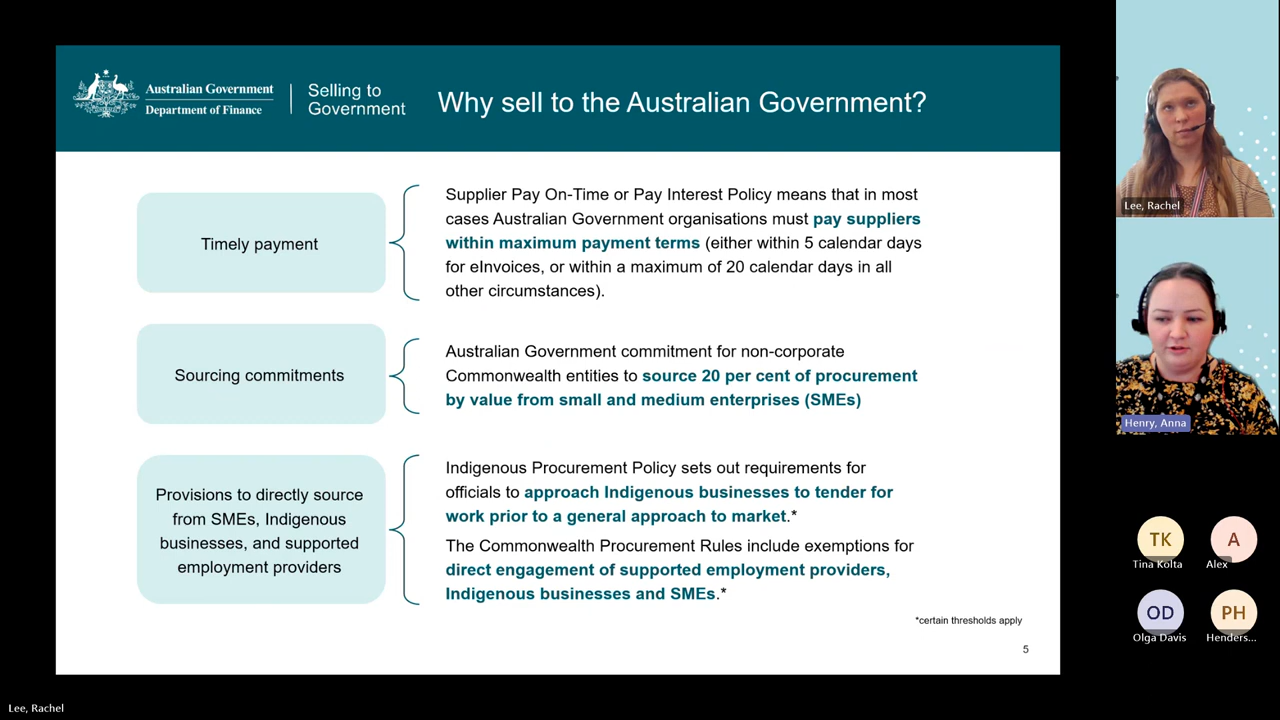 Australian Government
Department of Finance
Selling to
Government
Why sell to the Australian Government?
Timely payment
Supplier Pay On-Time or Pay Interest Policy means that in most
cases Australian Government organisations must pay suppliers
within maximum payment terms (either within 5 calendar days
for eInvoices, or within a maximum of 20 calendar days in all
other circumstances).
Sourcing commitments
Australian Government commitment for non-corporate
Commonwealth entities to source 20 per cent of procurement
by value from small and medium enterprises (SMEs)
Provisions to directly source
from SMEs, Indigenous
businesses, and supported
employment providers
Indigenous Procurement Policy sets out requirements for
officials to approach Indigenous businesses to tender for
work prior to a general approach to market.*
The Commonwealth Procurement Rules include exemptions for
direct engagement of supported employment providers,
Indigenous businesses and SMEs.*
*certain thresholds apply
5
Lee, Rachel
Henry, Anna
TK
Tina Kolta
A
Alex
OD
Olga Davis
PH
Henders...
Lee, Rachel